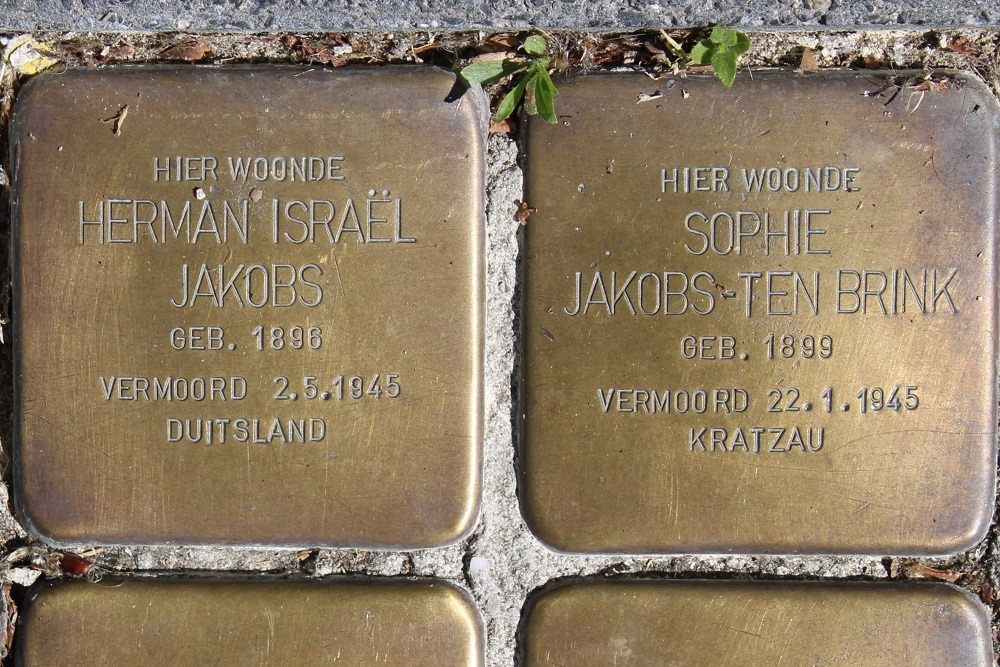 HIER WOONDE
HERMAN ISRAËL
JAKOBS
GEB. 1896
VERMOORD 2.5.1945
DUITSLAND
HIER WOONDE
SOPHIE
JAKOBS-TEN BRINK
GEB. 1899
VERMOORD 22.1.1945
KRATZAU